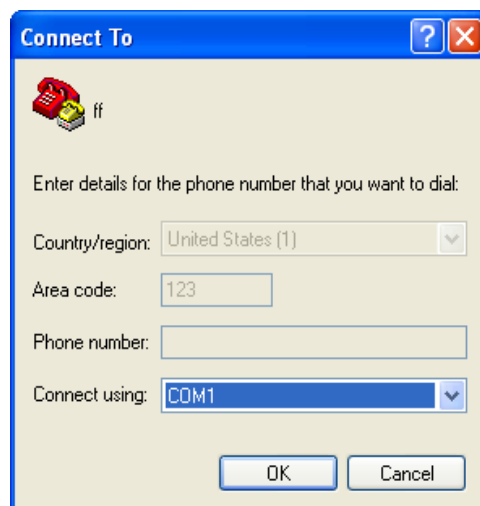 Connect To
ff
Enter details for the phone number that you want to dial:
Country/region: United States (1)
Area code: 123
Phone number:
Connect using: COM1
OK Cancel